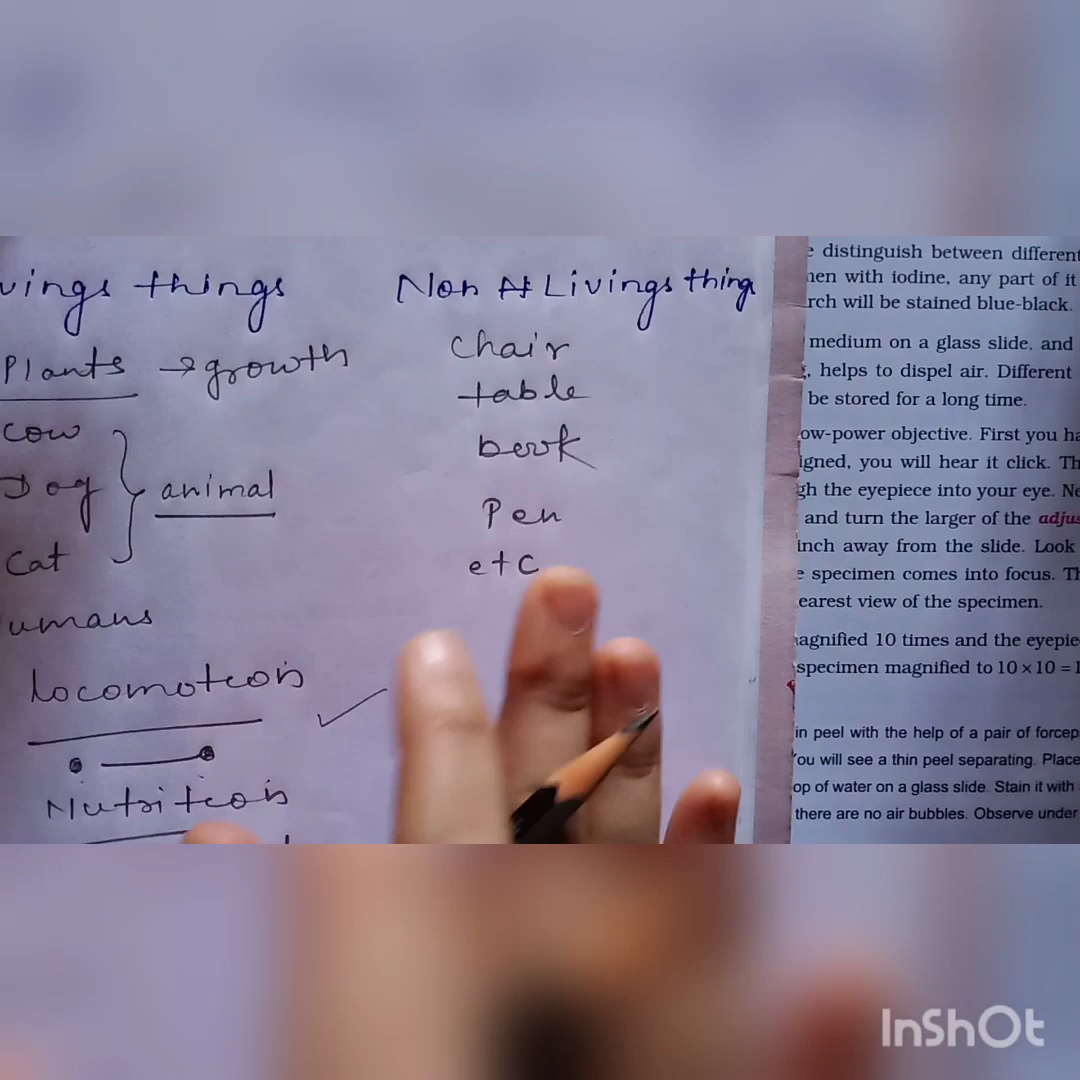 vings things
Plants → growth
cow
Dog
cat
animal
umans
Locomotion
Nutrition
Non Livings thing
chair
table
book
Pen
etc
e distinguish between different
nen with iodine, any part of it
rch will be stained blue-black.
medium on a glass slide, and
g, helps to dispel air. Different
be stored for a long time.
ow-power objective. First you ha
igned, you will hear it click. Th
gh the eyepiece into your eye. Ne
and turn the larger of the adjus
inch away from the slide. Look
e specimen comes into focus. Th
earest view of the specimen.
agnified 10 times and the eyepie
specimen magnified to 10 × 10 = 1
in peel with the help of a pair of forcep
You will see a thin peel separating. Place
op of water on a glass slide. Stain it with
there are no air bubbles. Observe under
InShOt